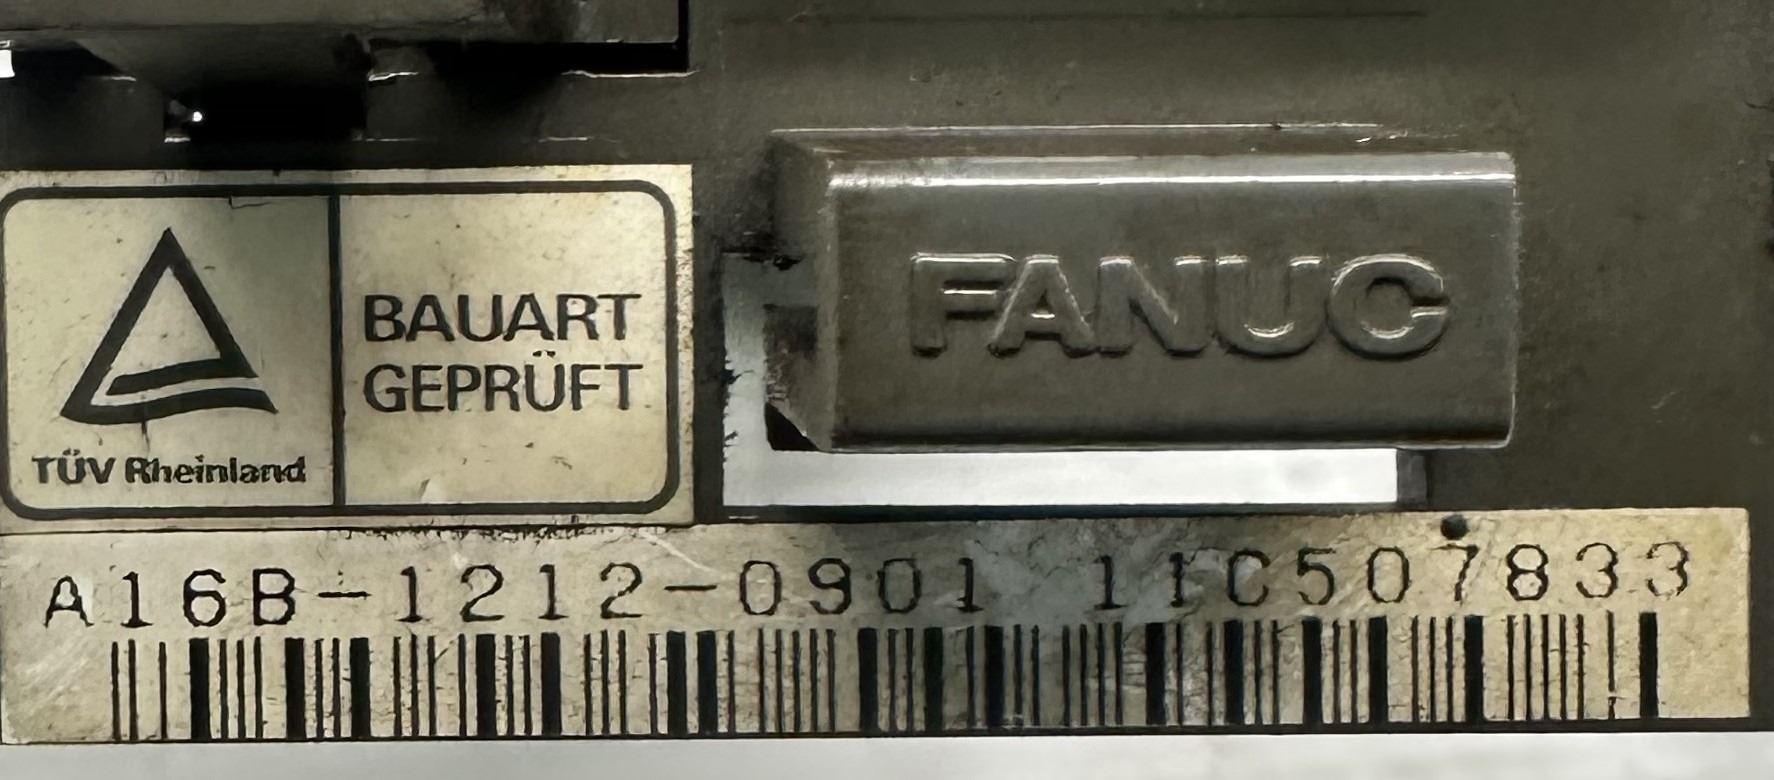 BAUART
GEPRÜFT
TÜV Rheinland
FANUC
A16B-1212-0901 11C507833